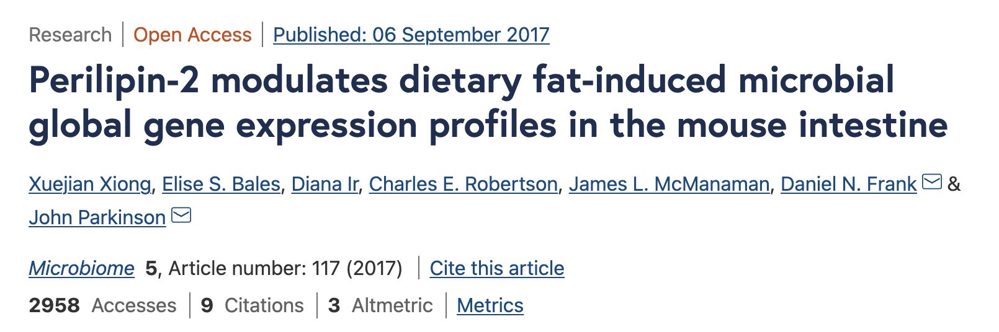 Research | Open Access | Published: 06 September 2017
Perilipin-2 modulates dietary fat-induced microbial
global gene expression profiles in the mouse intestine
Xuejian Xiong, Elise S. Bales, Diana Ir, Charles E. Robertson, James L. McManaman, Daniel N. Frank &
John Parkinson
Microbiome 5, Article number: 117 (2017) | Cite this article
2958 Accesses | 9 Citations | 3 Altmetric | Metrics